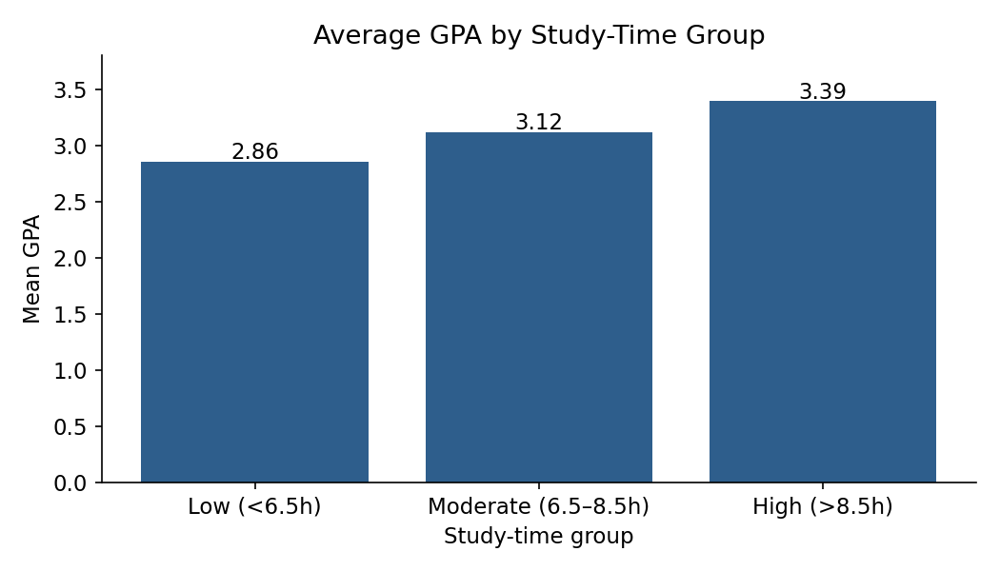 Average GPA by Study-Time Group
Mean GPA
3.5
3.0
2.5
2.0
1.5
1.0
0.5
0.0
2.86
3.12
3.39
Low (<6.5h)
Moderate (6.5–8.5h)
High (>8.5h)
Study-time group